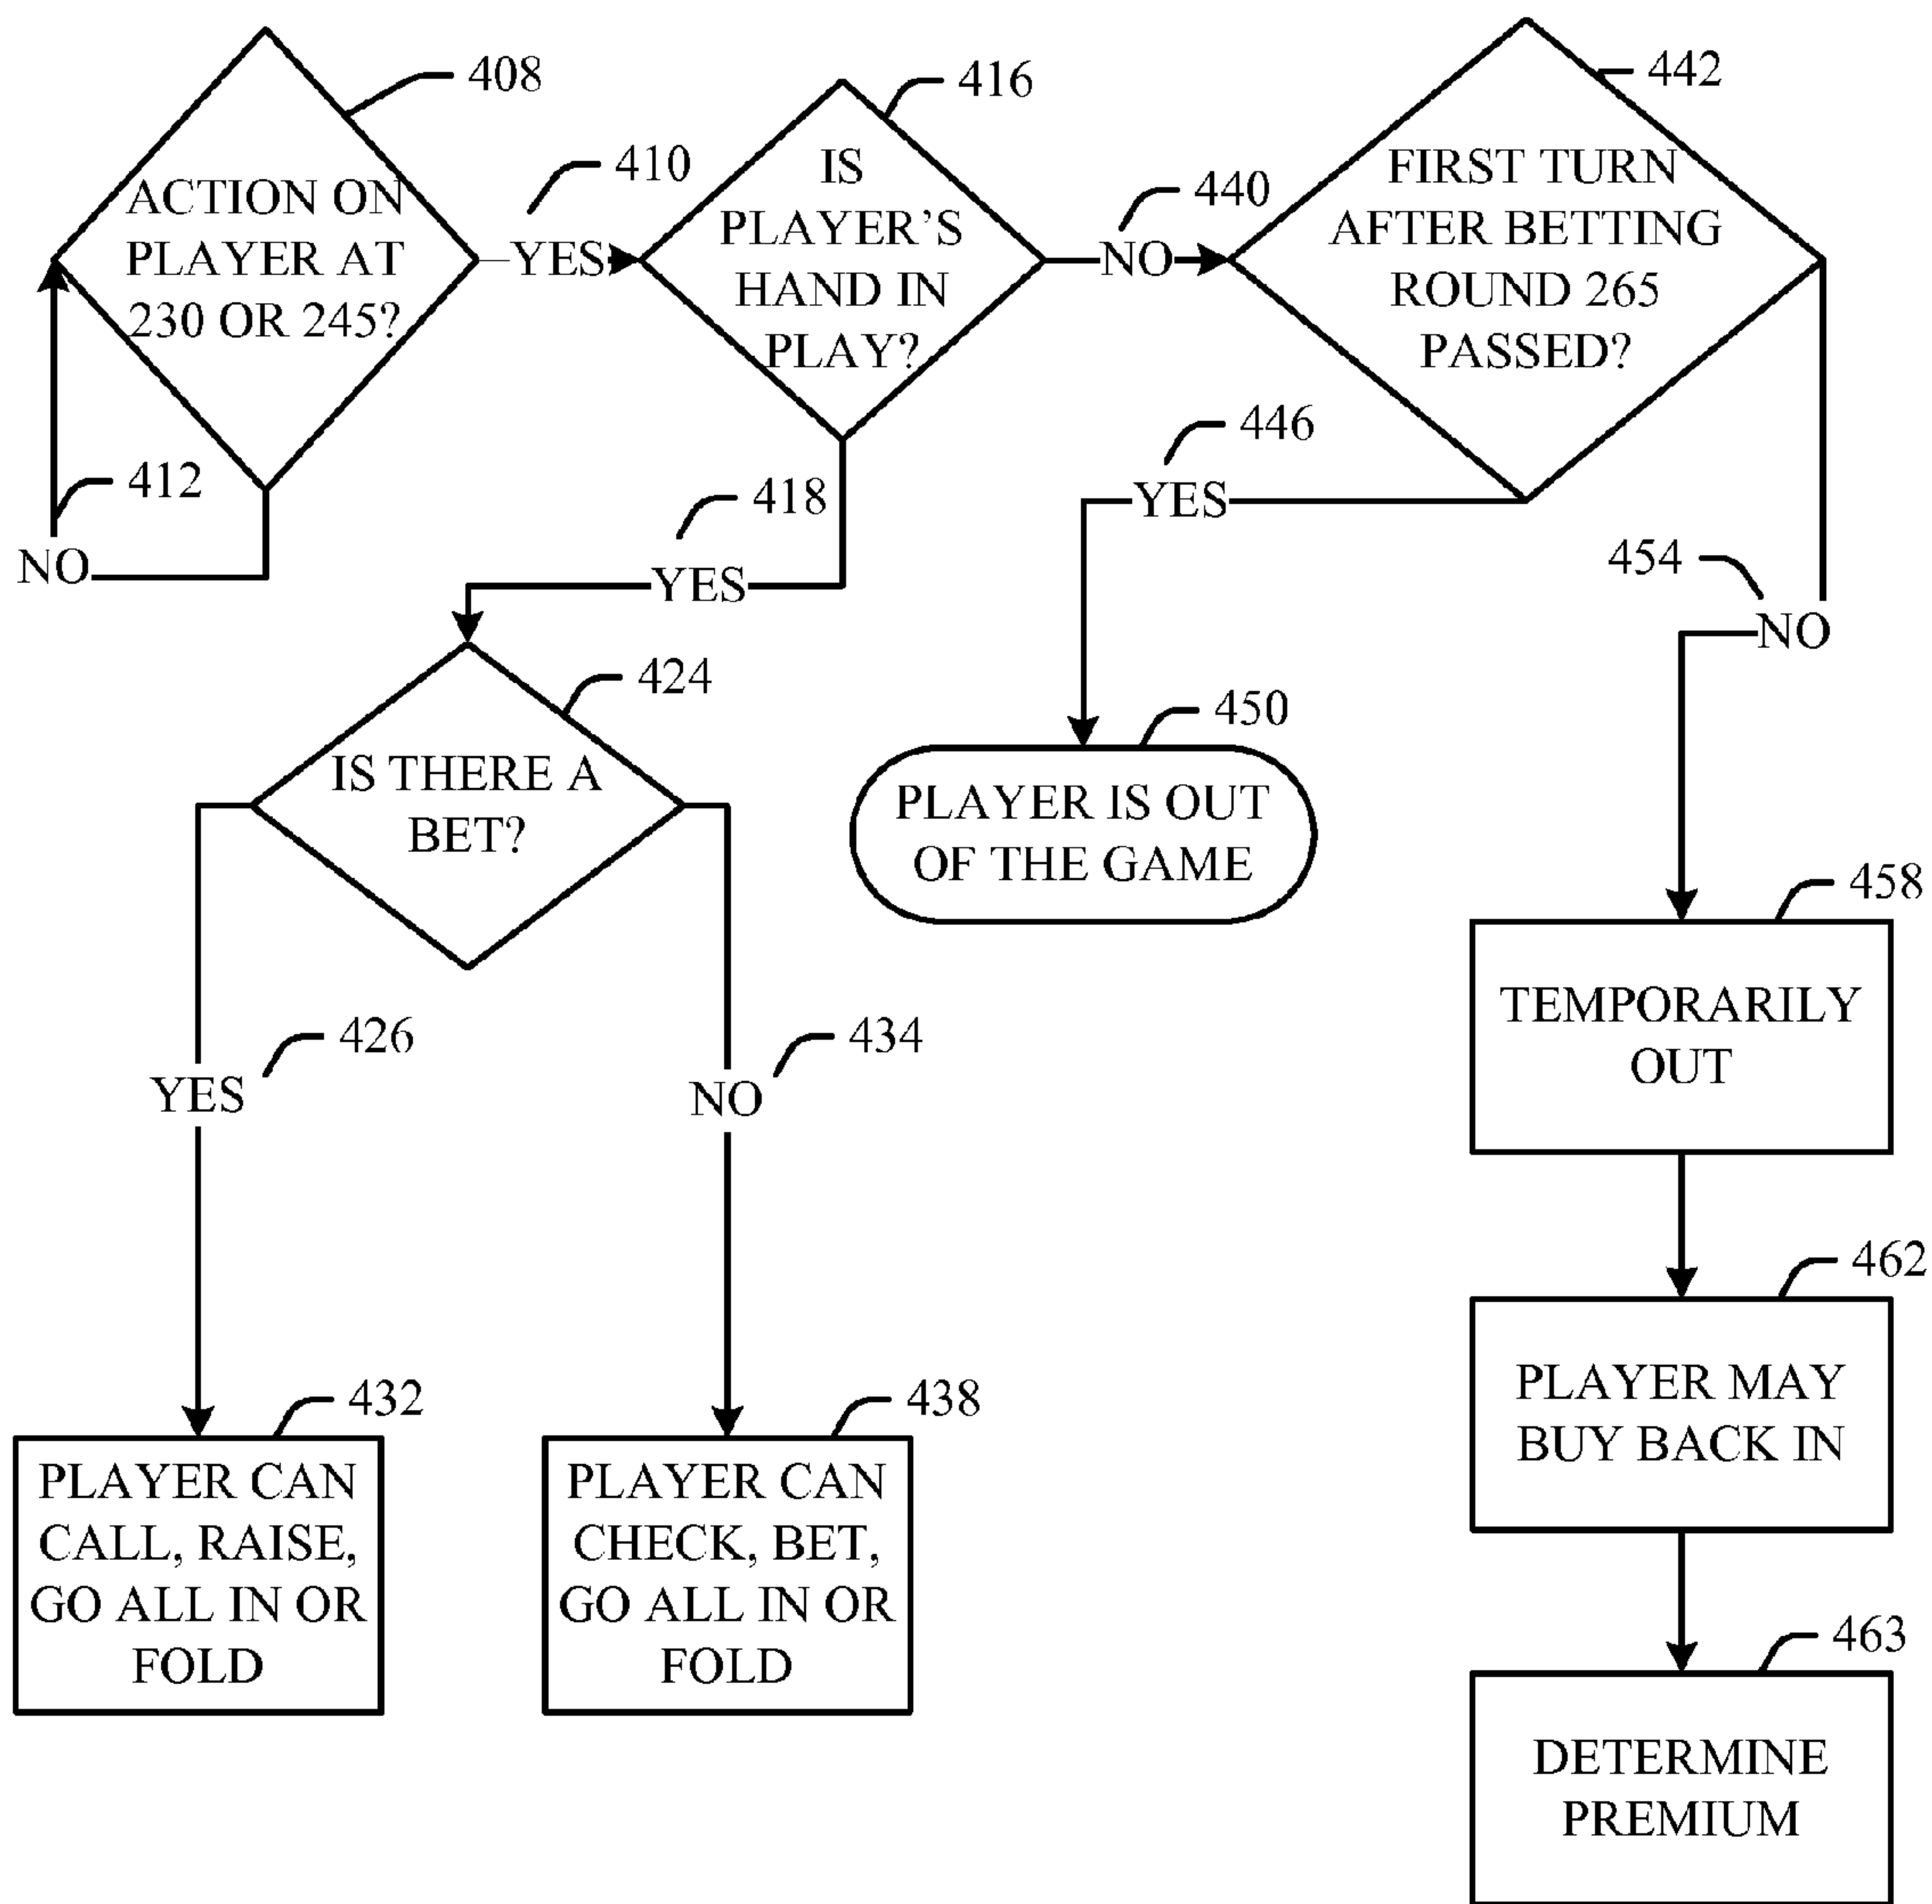 408
ACTION ON
PLAYER AT
230 OR 245?
410
YES
412
NO
416
IS
PLAYER’S
HAND IN
PLAY?
440
NO
442
FIRST TURN
AFTER BETTING
ROUND 265
PASSED?
418
YES
446
YES
454
NO
424
IS THERE A
BET?
450
PLAYER IS OUT
OF THE GAME
426
YES
434
NO
458
TEMPORARILY
OUT
462
PLAYER MAY
BUY BACK IN
432
PLAYER CAN
CALL, RAISE,
GO ALL IN OR
FOLD
438
PLAYER CAN
CHECK, BET,
GO ALL IN OR
FOLD
463
DETERMINE
PREMIUM